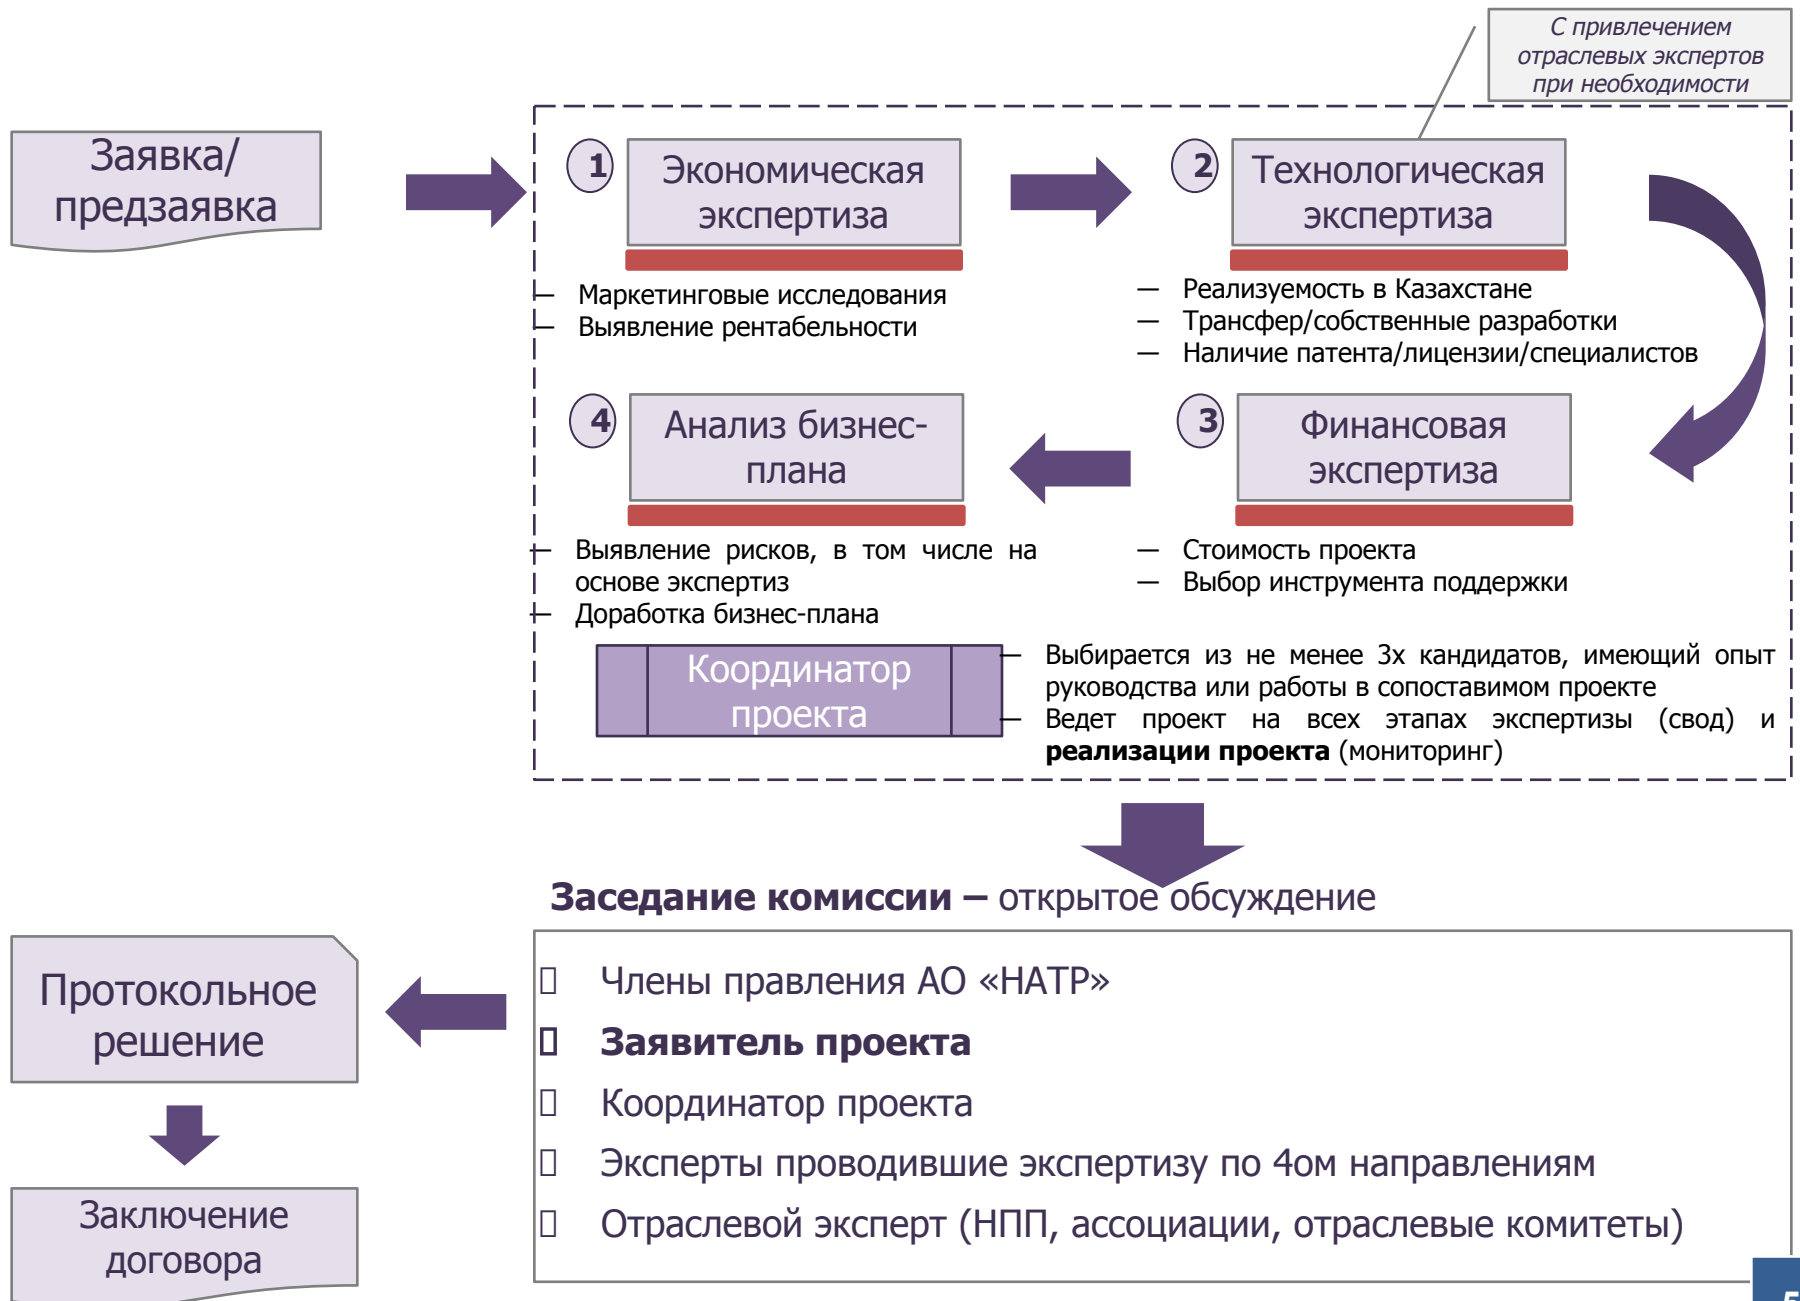 С привлечением
отраслевых экспертов
при необходимости
Заявка/
предзаявка
1
Экономическая
экспертиза
2
Технологическая
экспертиза
— Маркетинговые исследования
— Выявление рентабельности
— Реализуемость в Казахстане
— Трансфер/собственные разработки
— Наличие патента/лицензии/специалистов
4
Анализ бизнес-
плана
3
Финансовая
экспертиза
— Выявление рисков, в том числе на
основе экспертиз
— Доработка бизнес-плана
— Стоимость проекта
— Выбор инструмента поддержки
Координатор
проекта
— Выбирается из не менее 3х кандидатов, имеющий опыт
руководства или работы в сопоставимом проекте
— Ведет проект на всех этапах экспертизы (свод) и
реализации проекта (мониторинг)
Заседание комиссии – открытое обсуждение
Члены правления АО «НАТР»
Заявитель проекта
Координатор проекта
Эксперты проводившие экспертизу по 4ом направлениям
Отраслевой эксперт (НПП, ассоциации, отраслевые комитеты)
Протокольное
решение
Заключение
договора